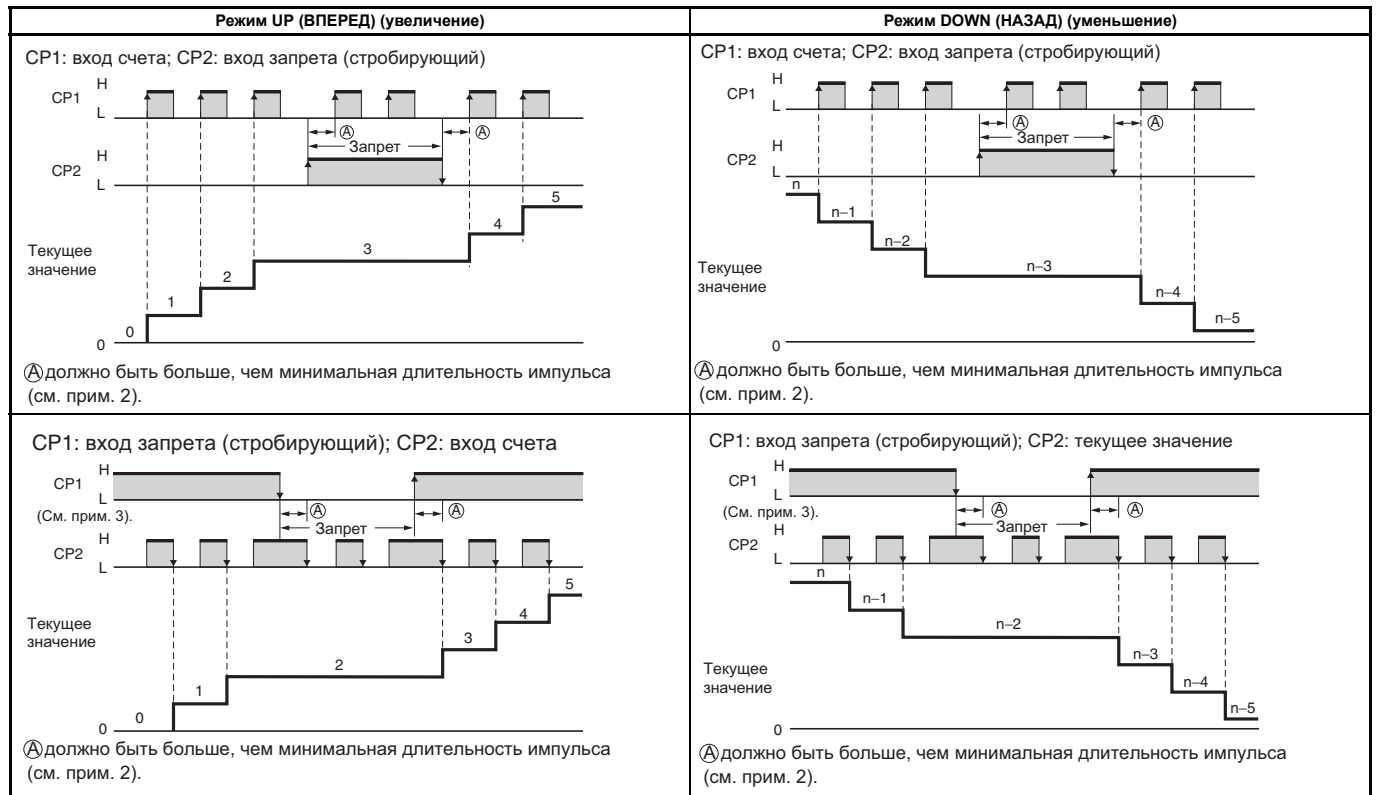 Режим UP (ВПЕРЕД) (увеличение)
Режим DOWN (НАЗАД) (уменьшение)
CP1: вход счета; CP2: вход запрета (стробирующий)
H
CP1
L
A
A
Запрет
H
CP2
L
5
4
3
Текущее
значение
2
1
0
0
Aдолжно быть больше, чем минимальная длительность импульса
(см. прим. 2).
CP1: вход счета; CP2: вход запрета (стробирующий)
H
CP1
L
A
A
Запрет
H
CP2
L
n
n–1
n–2
Текущее
значение
n–3
n–4
n–5
0
Aдолжно быть больше, чем минимальная длительность импульса
(см. прим. 2).
CP1: вход запрета (стробирующий); CP2: вход счета
H
CP1
L
(См. прим. 3).
A
A
Запрет
H
CP2
L
5
4
Текущее
значение
3
2
1
0
0
Aдолжно быть больше, чем минимальная длительность импульса
(см. прим. 2).
CP1: вход запрета (стробирующий); CP2: текущее значение
H
CP1
L
(См. прим. 3).
A
A
Запрет
H
CP2
L
n
n–1
n–2
n–3
Текущее
значение
n–4
n–5
0
Aдолжно быть больше, чем минимальная длительность импульса
(см. прим. 2).